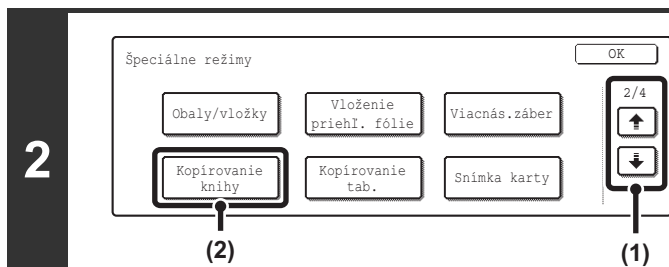 2
Špeciálne režimy
OK
2/4
Obaly/vložky
Vloženie
priehľ. fólie
Viacnás.záber
Kopírovanie
knihy
Kopírovanie
tab.
Snímka karty
(2)
(1)